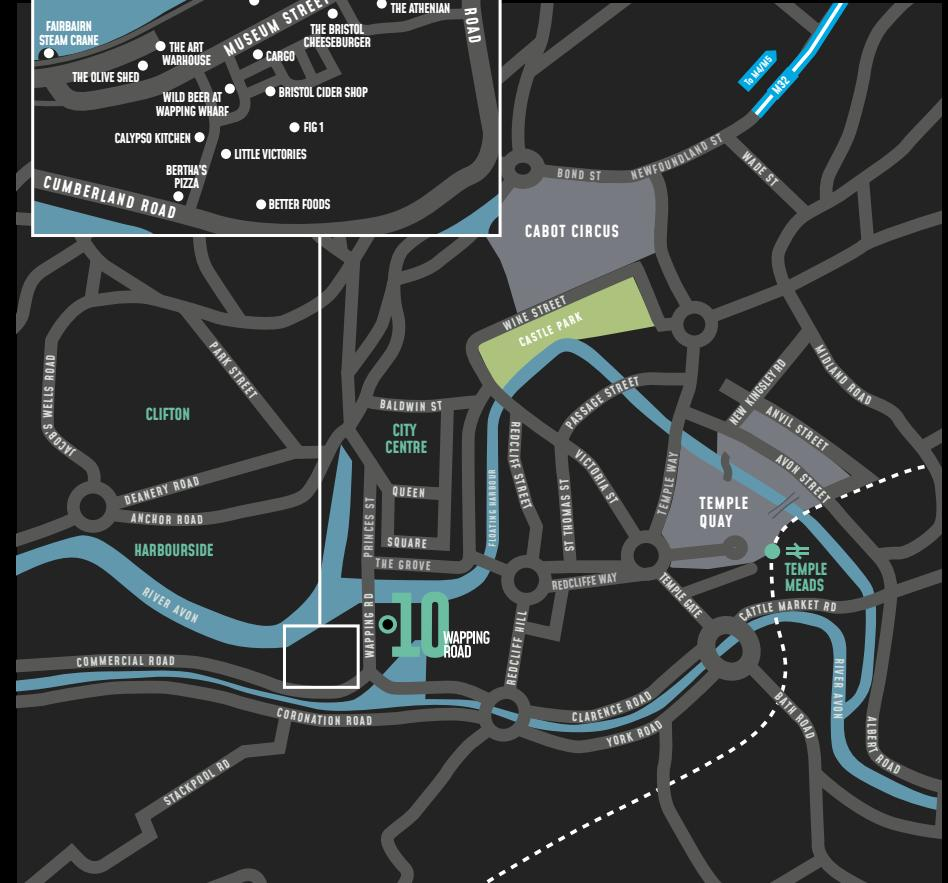 FAIRBAIRN
STEAM CRANE
THE ART
WARHOUSE
THE OLIVE SHED
MUSEUM STREET
THE ATHENIAN
THE BRISTOL
CHEESEBURGER
ROAD
CARGO
WILD BEER AT
WAPPING WHARF
BRISTOL CIDER SHOP
FIG 1
CALYPSO KITCHEN
LITTLE VICTORIES
BERTHA'S
PIZZA
CUMBERLAND ROAD
BETTER FOODS
To M4/M5
M32
BOND ST
NEWFOUNDLAND ST
WADE ST
CABOT CIRCUS
WINE STREET
CASTLE PARK
PARK STREET
JACOB'S WELLS ROAD
CLIFTON
BALDWIN ST
CITY
CENTRE
PASSAGE STREET
NEW KINGSLEY RD
MIDLAND ROAD
ANVIL STREET
AVON STREET
DEANERY ROAD
ANCHOR ROAD
HARBOURSIDE
QUEEN
SQUARE
PRINCES ST
THE GROVE
FLOATING HARBOUR
REDCLIFF STREET
ST THOMAS ST
VICTORIA ST
TEMPLE WAY
TEMPLE
QUAY
TEMPLE
MEADS
REDCLIFFE WAY
TEMPLE GATE
CATTLE MARKET RD
RIVER AVON
WAPPING RD
10
WAPPING
ROAD
REDCLIFF HILL
COMMERCIAL ROAD
CORONATION ROAD
CLARENCE ROAD
YORK ROAD
BATH ROAD
RIVER AVON
ALBERT ROAD
STACKPOOL RD